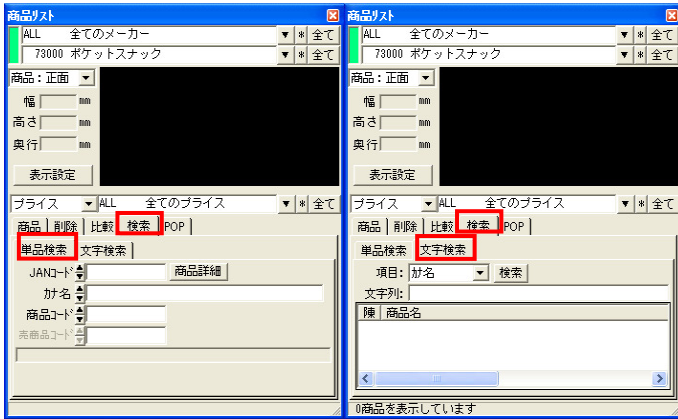 商品リスト
ALL 全てのメーカー ▼ * 全て
73000 ポケットスナック ▼ * 全て
商品:正面 ▼
幅 mm
高さ mm
奥行 mm
表示設定
プライス ▼ ALL 全てのプライス ▼ * 全て
商品 削除 比較 検索 POP
単品検索 文字検索
JANコード 商品詳細
カナ名
商品コード
売商品コード
商品リスト
ALL 全てのメーカー ▼ * 全て
73000 ポケットスナック ▼ * 全て
商品:正面 ▼
幅 mm
高さ mm
奥行 mm
表示設定
プライス ▼ ALL 全てのプライス ▼ * 全て
商品 削除 比較 検索 POP
単品検索 文字検索
項目: カナ名 ▼ 検索
文字列:
陳 商品名
0商品を表示しています